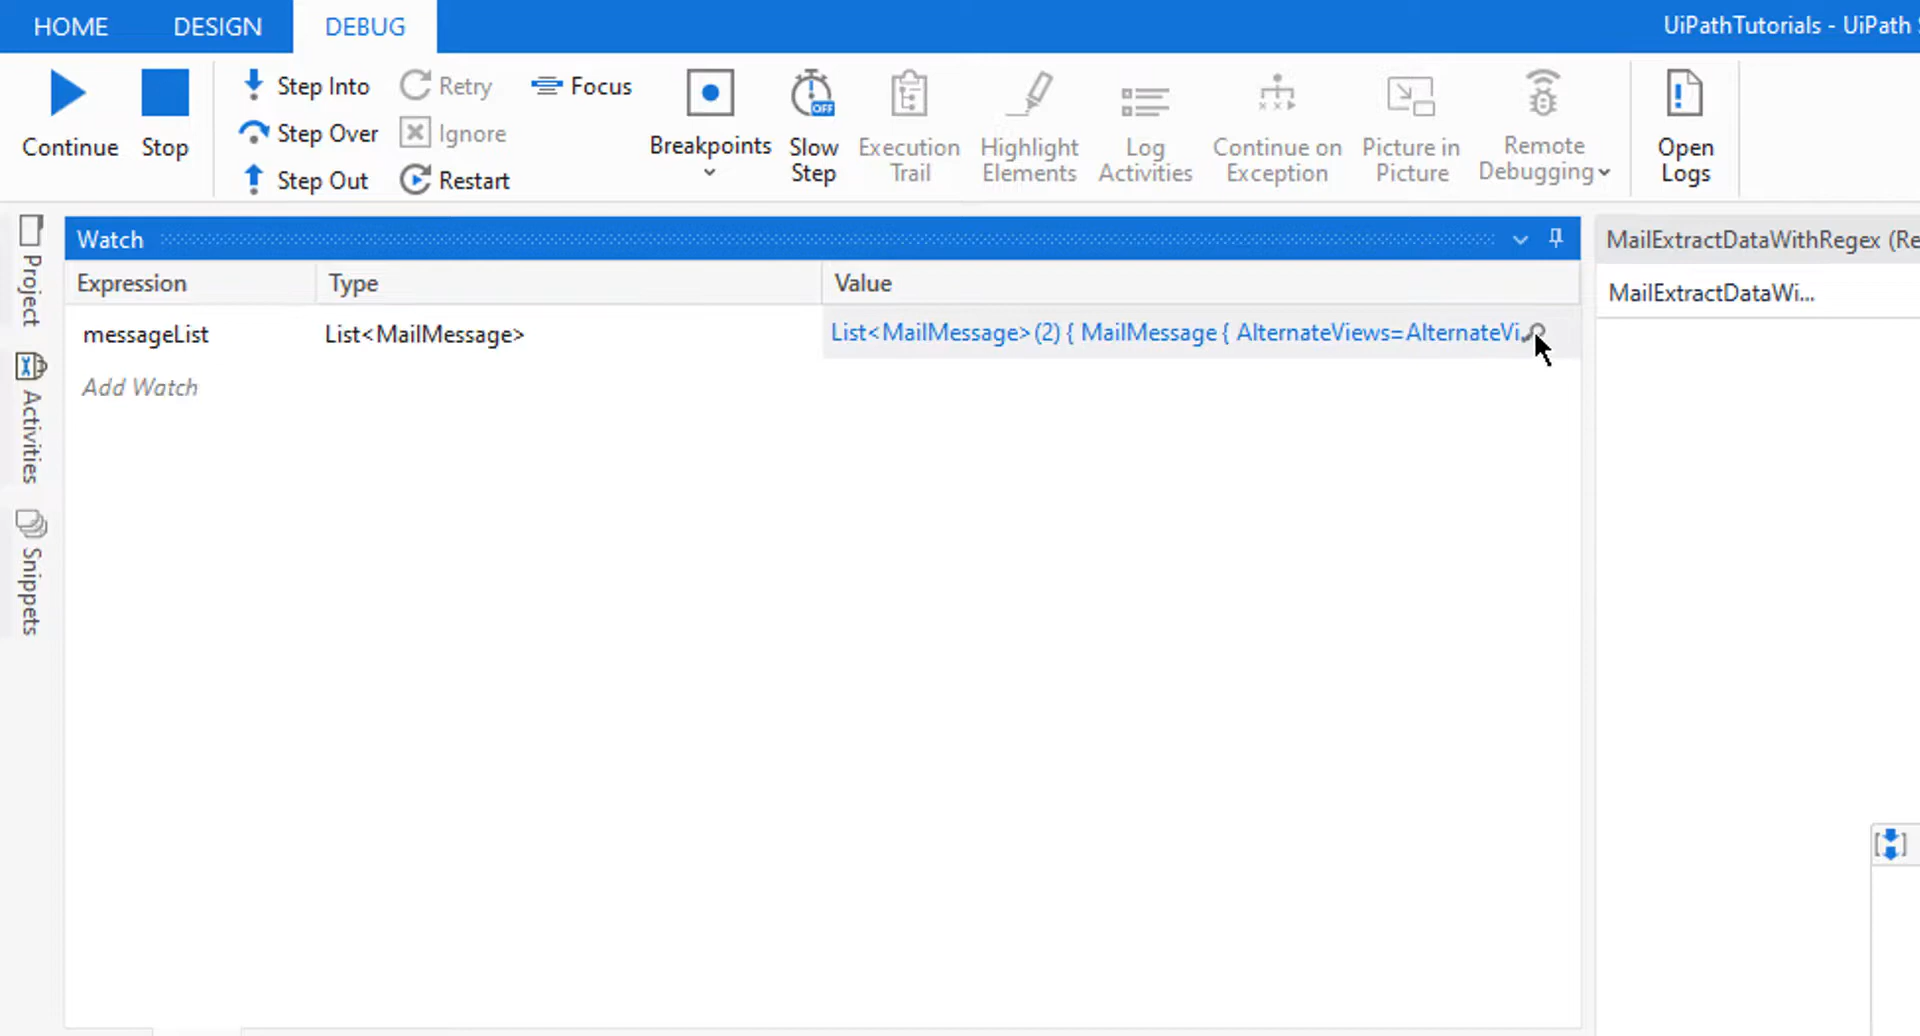 HOME DESIGN DEBUG UiPathTutorials - UiPath
Continue
Stop
Step Into
Step Over
Step Out
Retry
Ignore
Restart
Focus
Breakpoints
Slow
Step
OFF
Execution
Trail
Highlight
Elements
Log
Activities
Continue on
Exception
Picture in
Picture
Remote
Debugging
Open
Logs
Project
Activities
Snippets
Watch
Expression Type Value
messageList List<MailMessage> List<MailMessage>(2) { MailMessage { AlternateViews=AlternateVi
Add Watch
MailExtractDataWithRegex (Re
MailExtractDataWi...